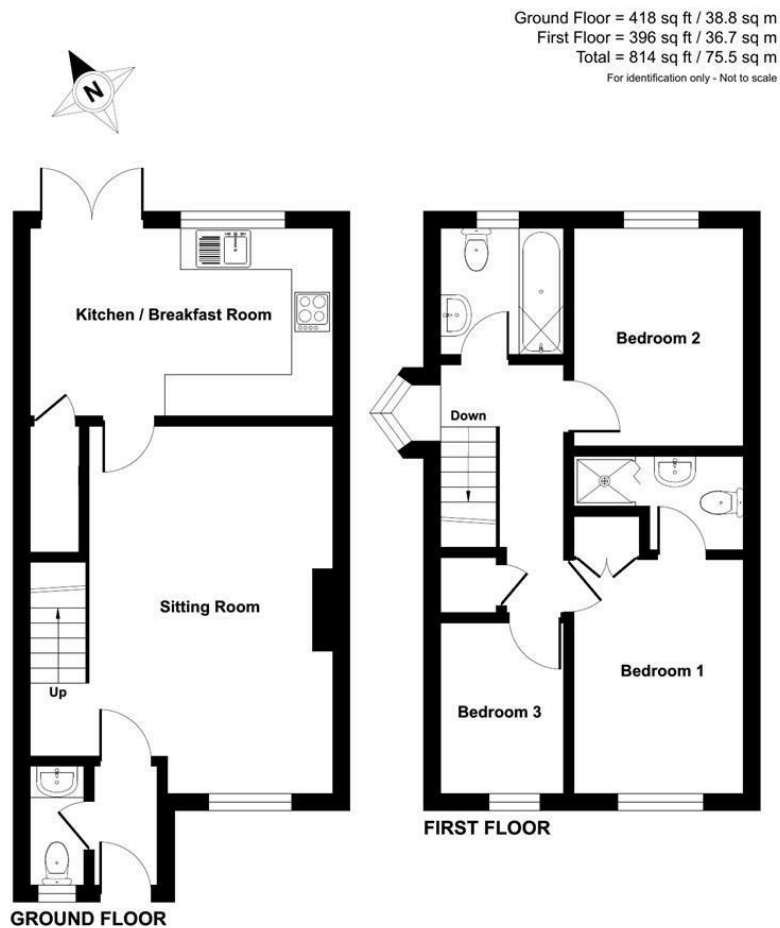 Ground Floor = 418 sq ft / 38.8 sq m
First Floor = 396 sq ft / 36.7 sq m
Total = 814 sq ft / 75.5 sq m
For identification only - Not to scale
N
Kitchen / Breakfast Room
Sitting Room
Up
GROUND FLOOR
Bedroom 2
Down
Bedroom 1
Bedroom 3
FIRST FLOOR